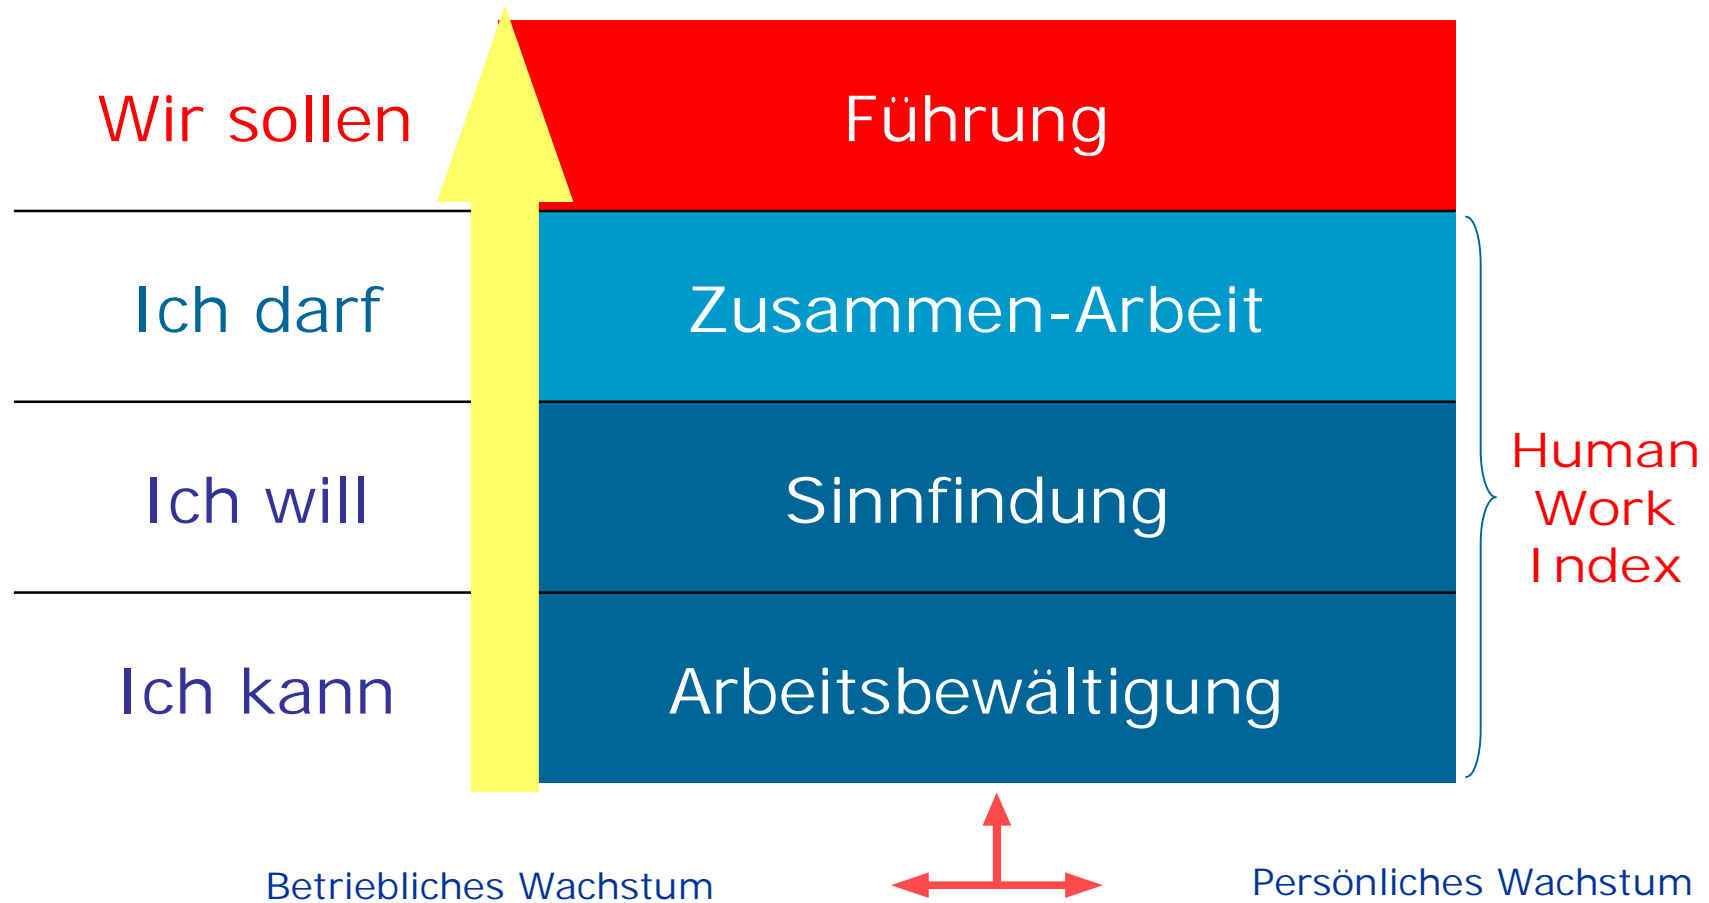 Wir sollen
Führung
Ich darf
Zusammen-Arbeit
Ich will
Sinnfindung
Human
Work
Index
Ich kann
Arbeitsbewältigung
Betriebliches Wachstum
Persönliches Wachstum